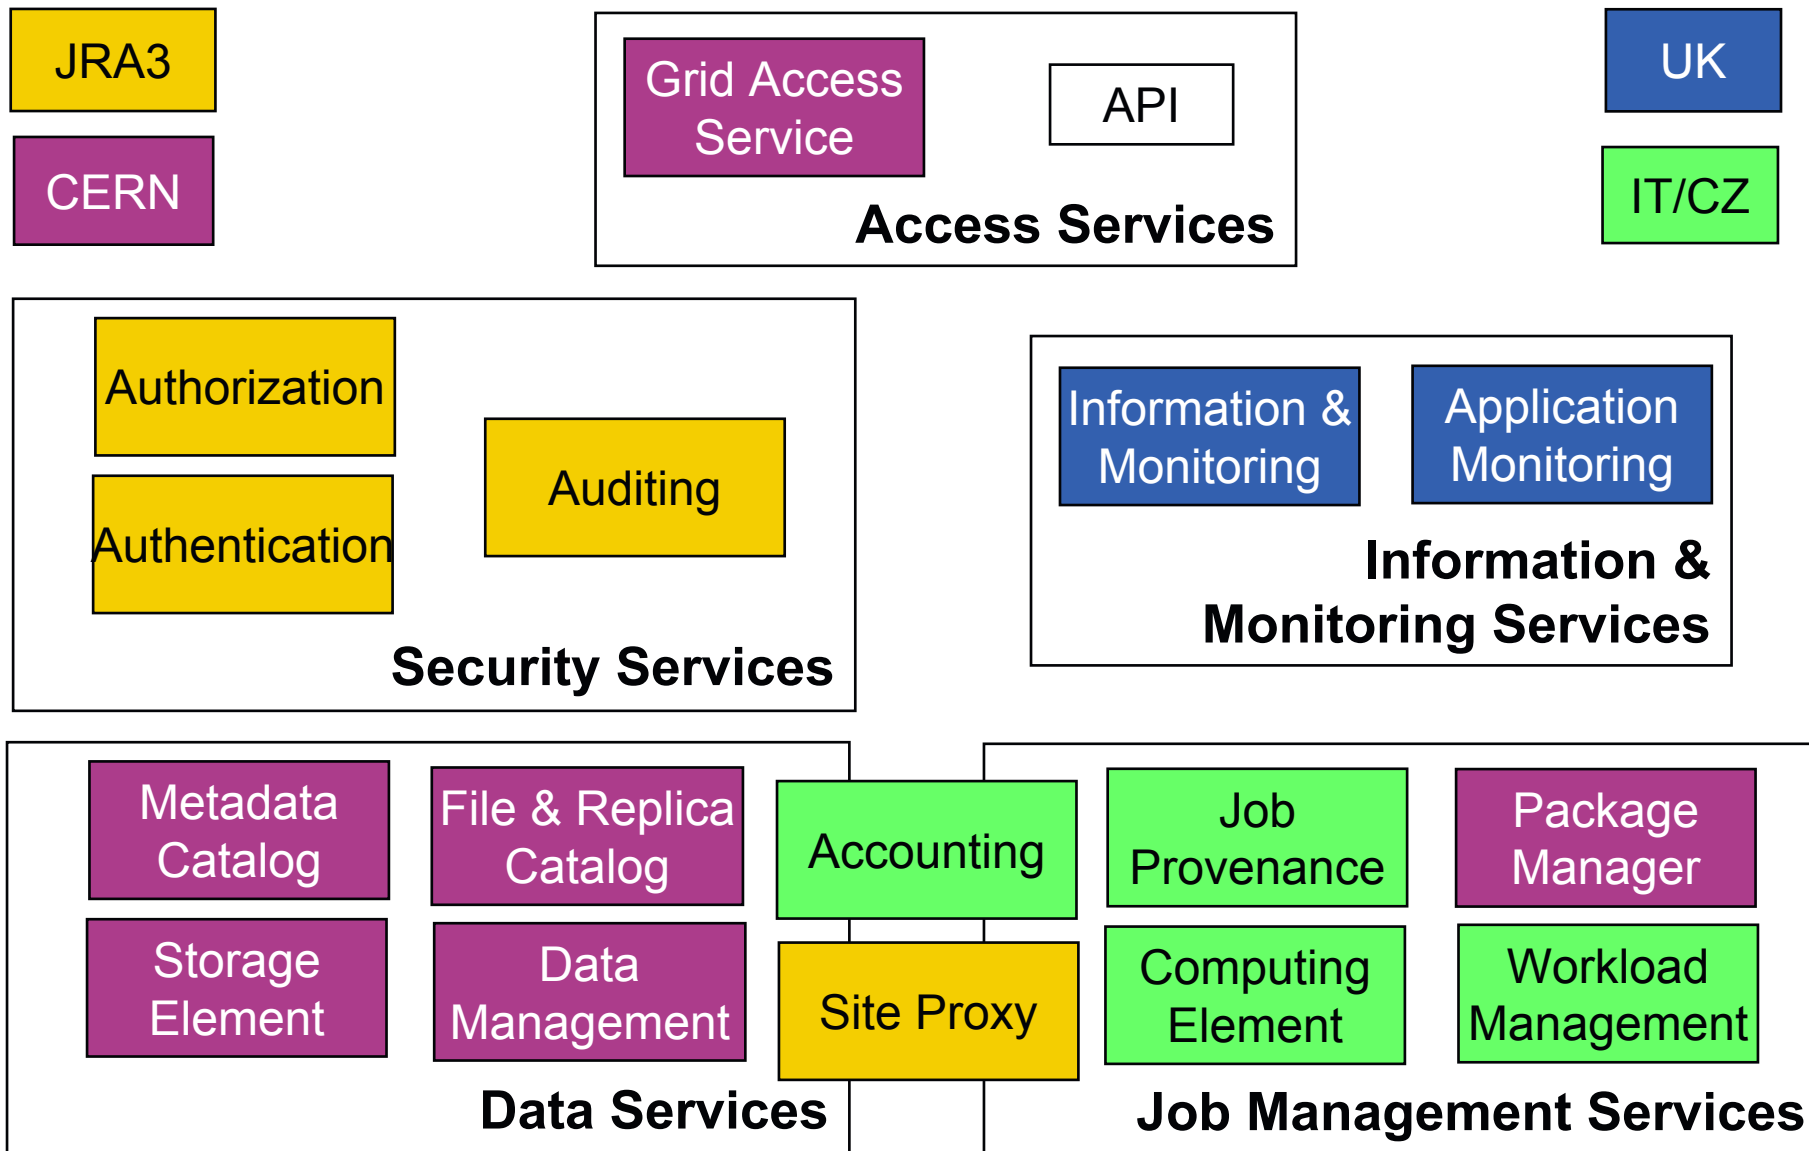 JRA3
CERN
Grid Access
Service
API
Access Services
UK
IT/CZ
Authorization
Authentication
Auditing
Security Services
Information &
Monitoring
Application
Monitoring
Information &
Monitoring Services
Metadata
Catalog
File & Replica
Catalog
Storage
Element
Data
Management
Data Services
Accounting
Site Proxy
Job
Provenance
Package
Manager
Computing
Element
Workload
Management
Job Management Services